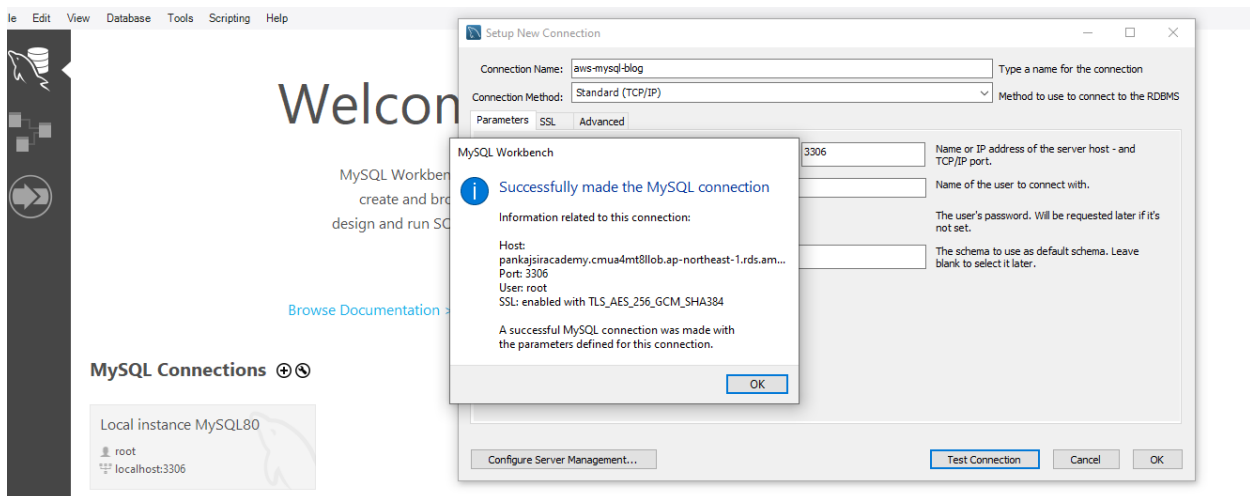 le Edit View Database Tools Scripting Help
Setup New Connection
Connection Name: aws-mysql-blog Type a name for the connection
Connection Method: Standard (TCP/IP) Method to use to connect to the RDBMS
Parameters SSL Advanced
3306 Name or IP address of the server host - and
TCP/IP port.
Name of the user to connect with.
The user's password. Will be requested later if it's
not set.
The schema to use as default schema. Leave
blank to select it later.
MySQL Workbench
Successfully made the MySQL connection
Information related to this connection:
Host:
pankajsiracademy.cmua4mt8llob.ap-northeast-1.rds.am...
Port: 3306
User: root
SSL: enabled with TLS_AES_256_GCM_SHA384
A successful MySQL connection was made with
the parameters defined for this connection.
OK
Configure Server Management... Test Connection Cancel OK
Welcon
MySQL Workben
create and bro
design and run SC
Browse Documentation >
MySQL Connections
Local instance MySQL80
root
localhost:3306